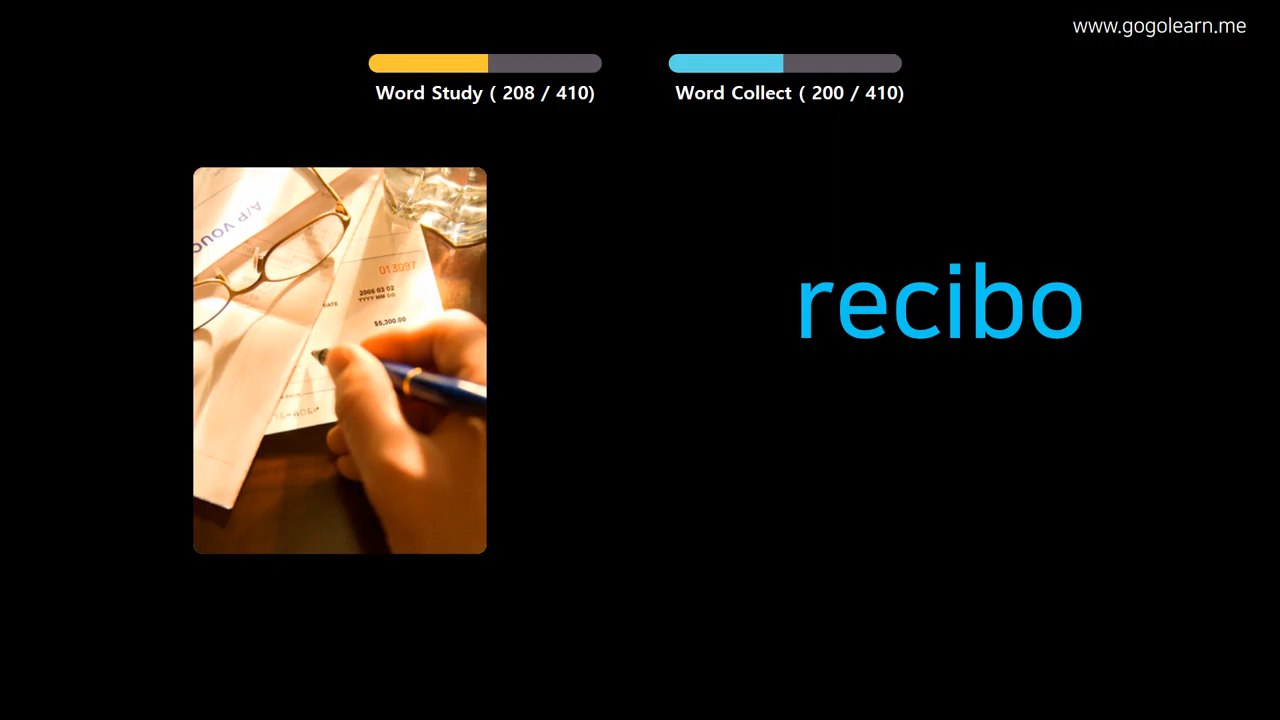 www.gogolearn.me
Word Study ( 208 / 410)
Word Collect ( 200 / 410)
A/P VOUC
013097
2006 03 02
DATE
YYYY MM DD
$5,300.00
recibo